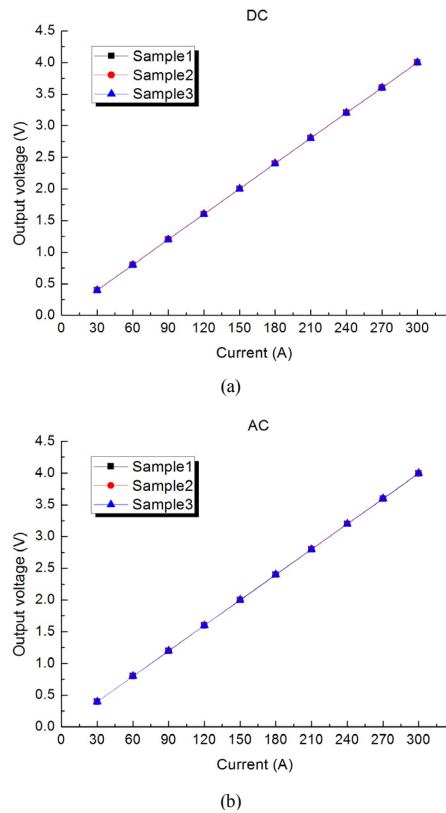 DC
Sample1
Sample2
Sample3
4.5
4.0
3.5
3.0
2.5
2.0
1.5
1.0
0.5
0.0
Output voltage (V)
0 30 60 90 120 150 180 210 240 270 300
Current (A)
(a)
AC
Sample1
Sample2
Sample3
4.5
4.0
3.5
3.0
2.5
2.0
1.5
1.0
0.5
0.0
Output voltage (V)
0 30 60 90 120 150 180 210 240 270 300
Current (A)
(b)